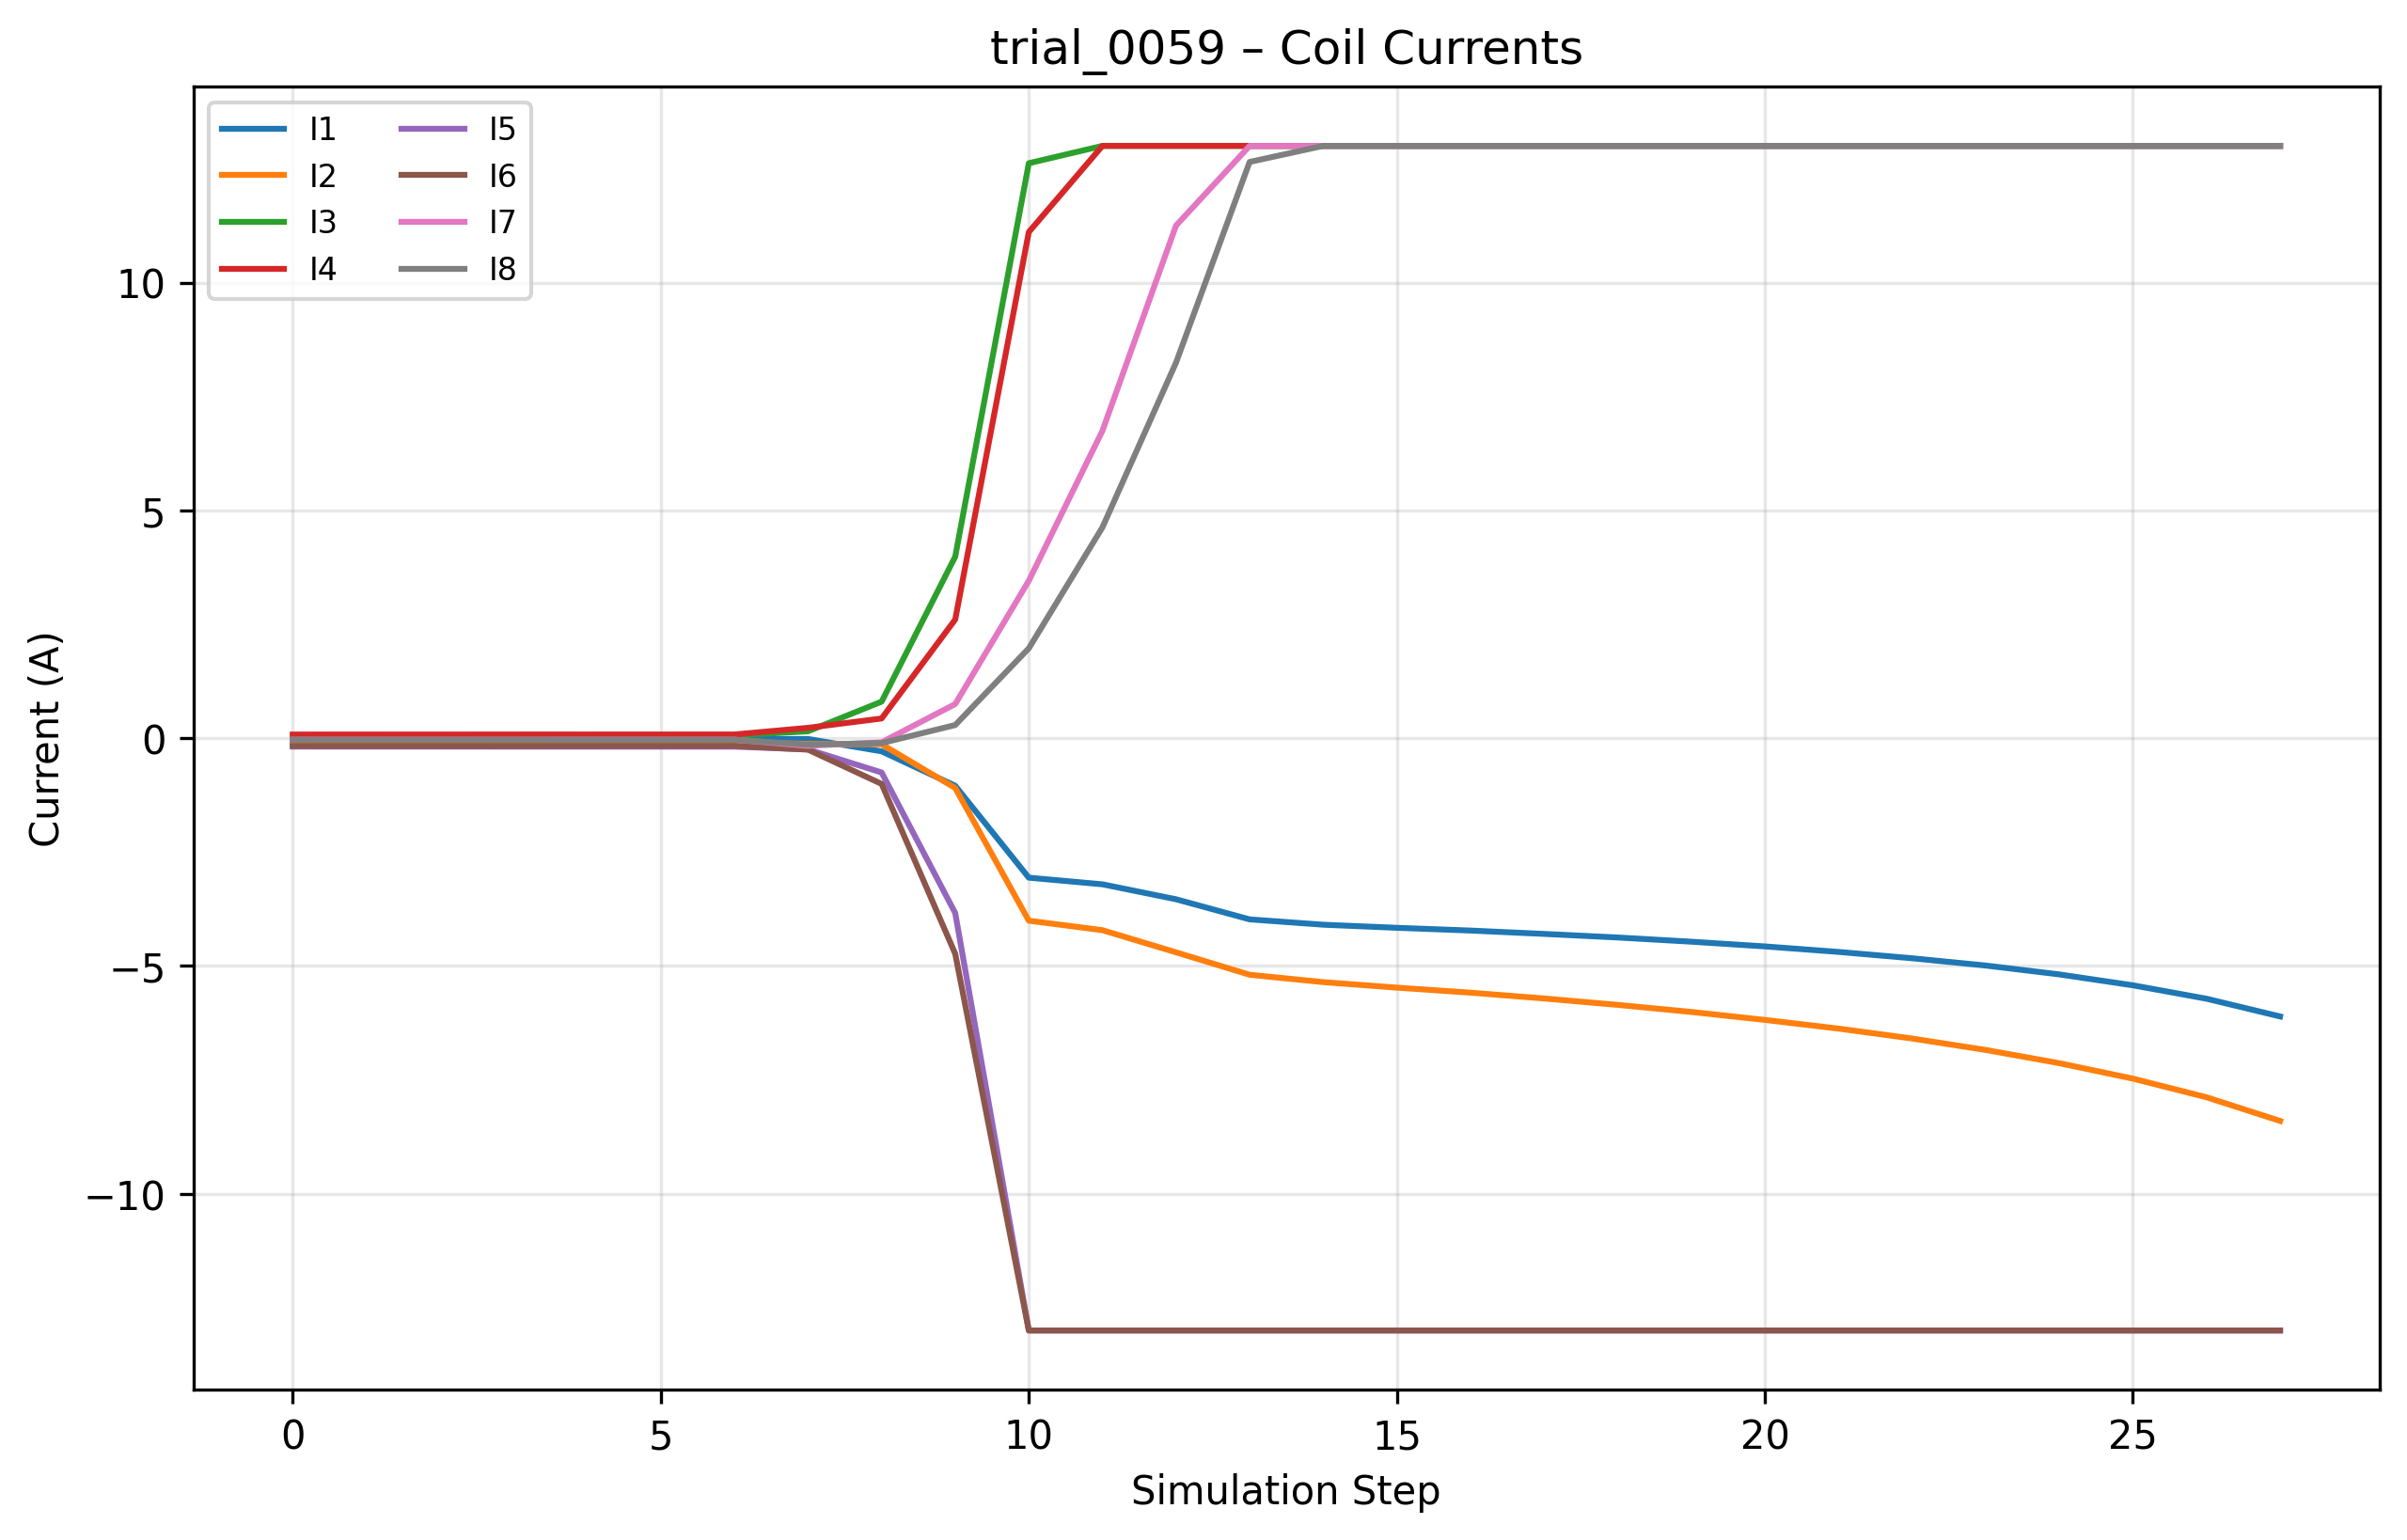 trial_0059 – Coil Currents
I1
I2
I3
I4
I5
I6
I7
I8
10
5
0
−5
−10
Current (A)
0
5
10
15
20
25
Simulation Step